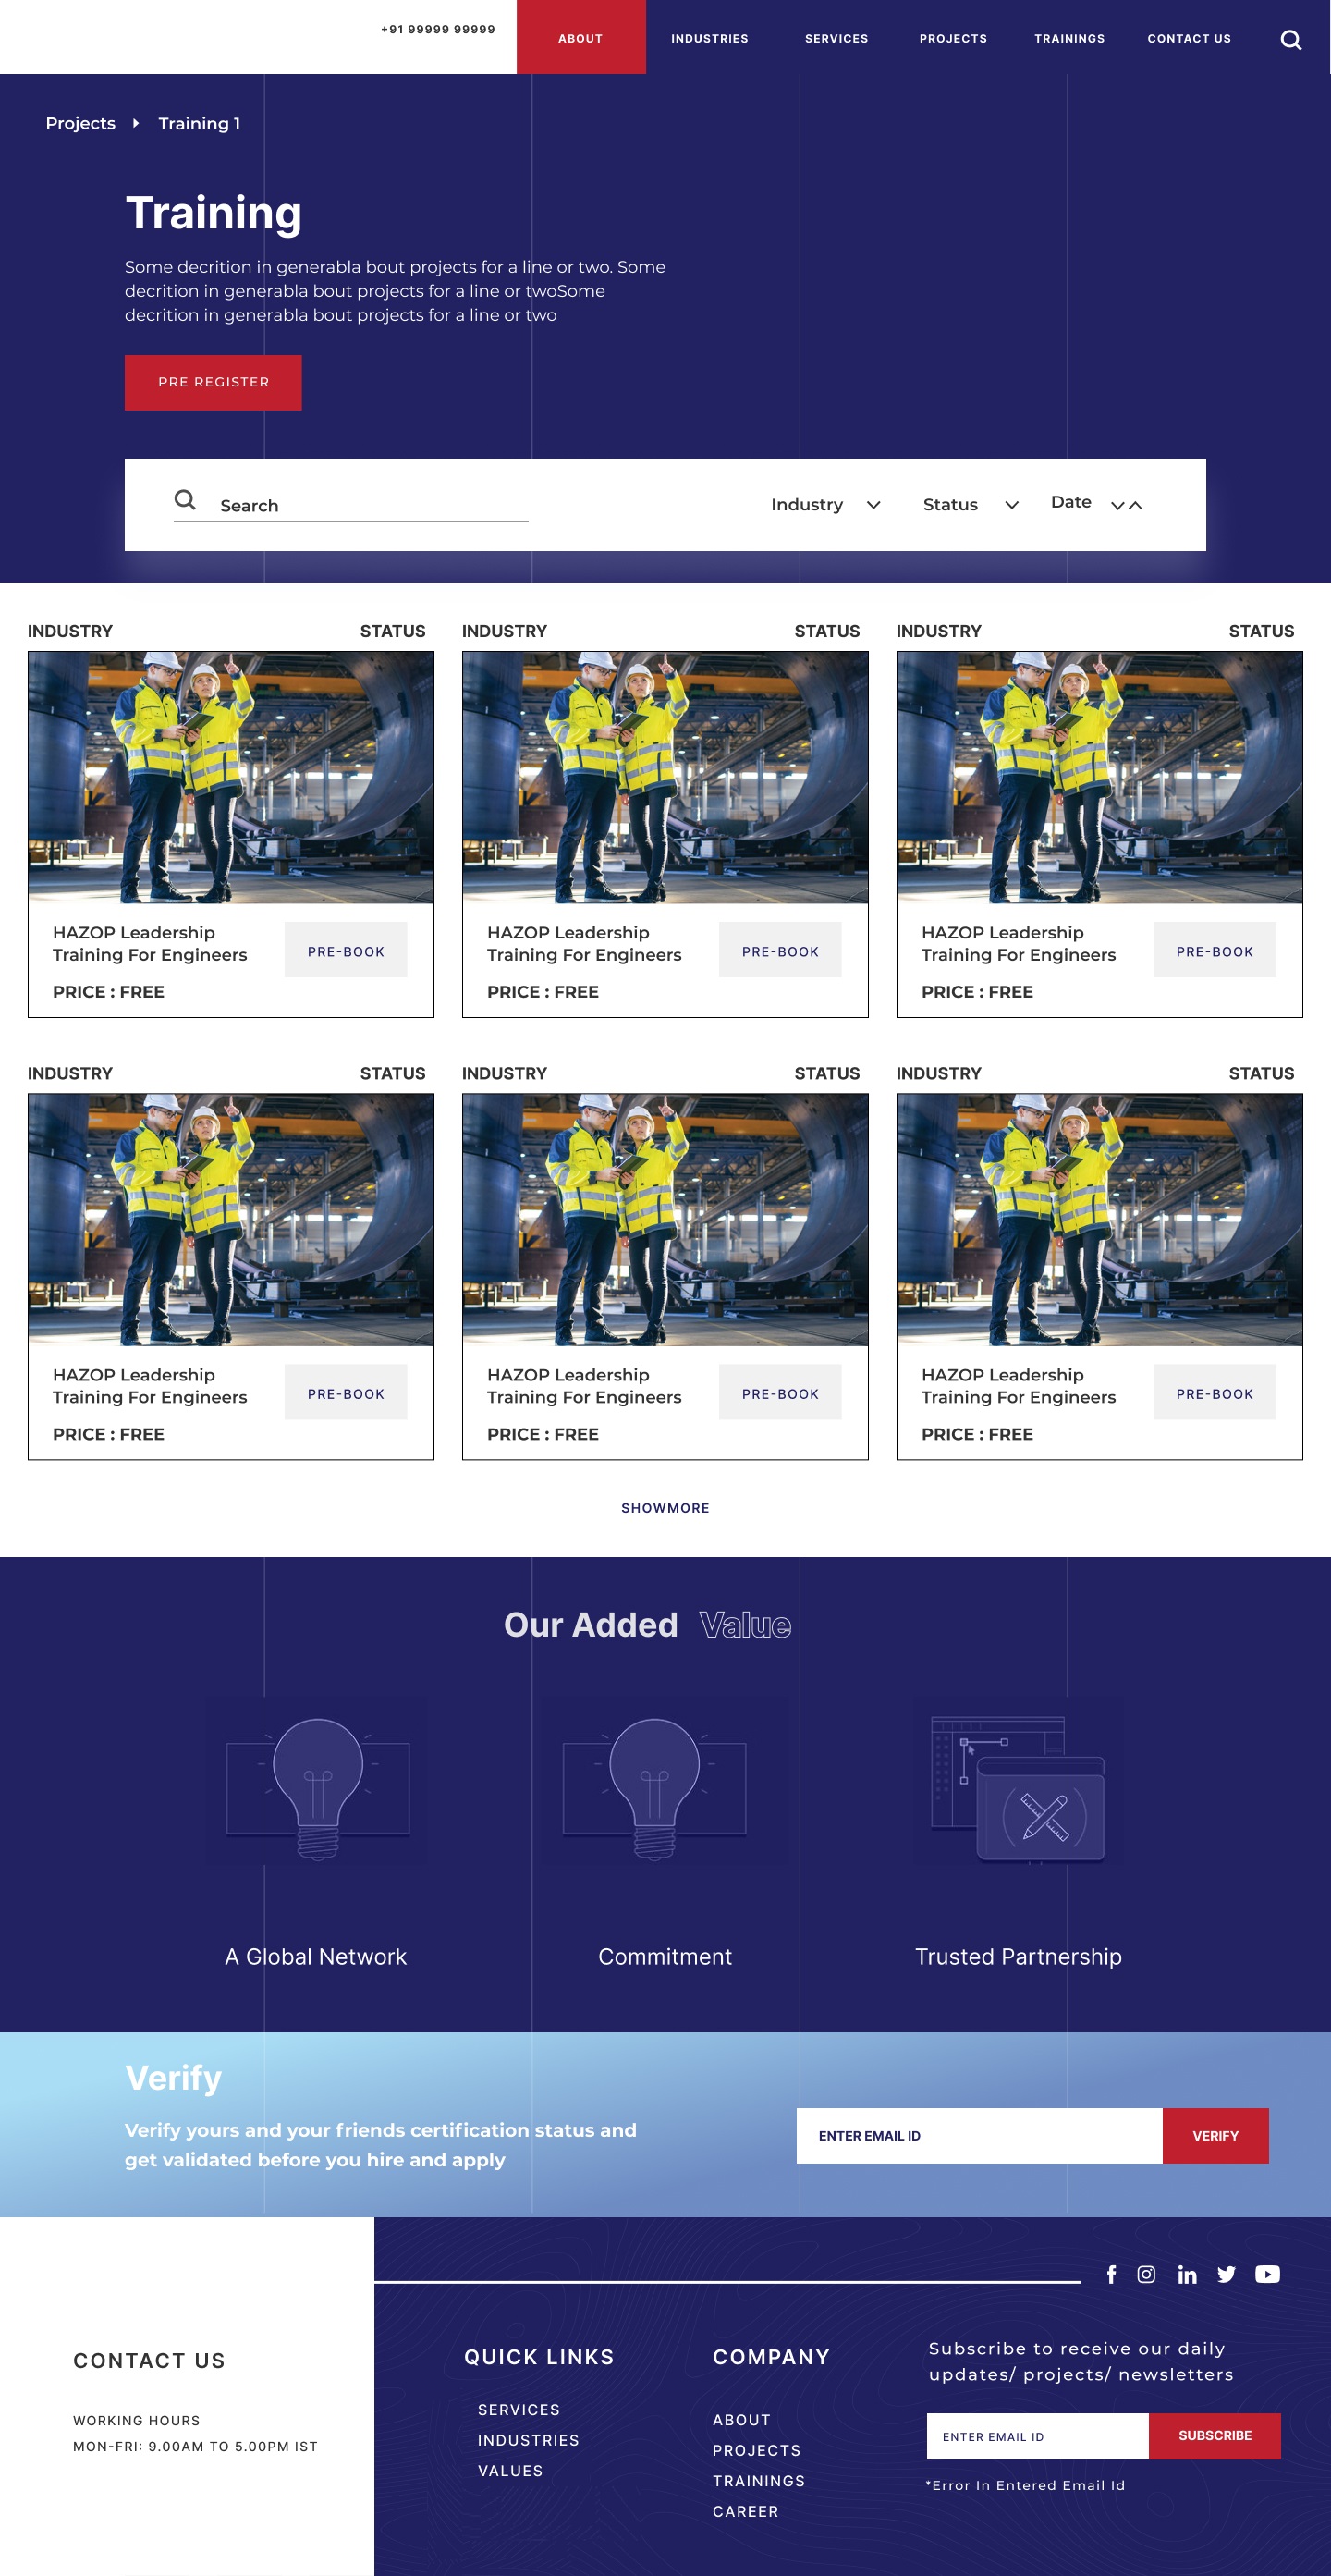 +91 99999 99999
ABOUT
INDUSTRIES
SERVICES
PROJECTS
TRAININGS
CONTACT US
Projects
Training 1
Training
Some decrition in generabla bout projects for a line or two. Some
decrition in generabla bout projects for a line or twoSome
decrition in generabla bout projects for a line or two
PRE REGISTER
Search
Industry
Status
Date
INDUSTRY
STATUS
INDUSTRY
STATUS
INDUSTRY
STATUS
HAZOP Leadership
Training For Engineers
PRE-BOOK
PRICE : FREE
HAZOP Leadership
Training For Engineers
PRE-BOOK
PRICE : FREE
HAZOP Leadership
Training For Engineers
PRE-BOOK
PRICE : FREE
INDUSTRY
STATUS
INDUSTRY
STATUS
INDUSTRY
STATUS
HAZOP Leadership
Training For Engineers
PRE-BOOK
PRICE : FREE
HAZOP Leadership
Training For Engineers
PRE-BOOK
PRICE : FREE
HAZOP Leadership
Training For Engineers
PRE-BOOK
PRICE : FREE
SHOWMORE
Our Added Value
A Global Network
Commitment
Trusted Partnership
Verify
Verify yours and your friends certification status and
get validated before you hire and apply
ENTER EMAIL ID
VERIFY
CONTACT US
WORKING HOURS
MON-FRI: 9.00AM TO 5.00PM IST
QUICK LINKS
SERVICES
INDUSTRIES
VALUES
COMPANY
ABOUT
PROJECTS
TRAININGS
CAREER
Subscribe to receive our daily
updates/ projects/ newsletters
ENTER EMAIL ID
SUBSCRIBE
*Error In Entered Email Id